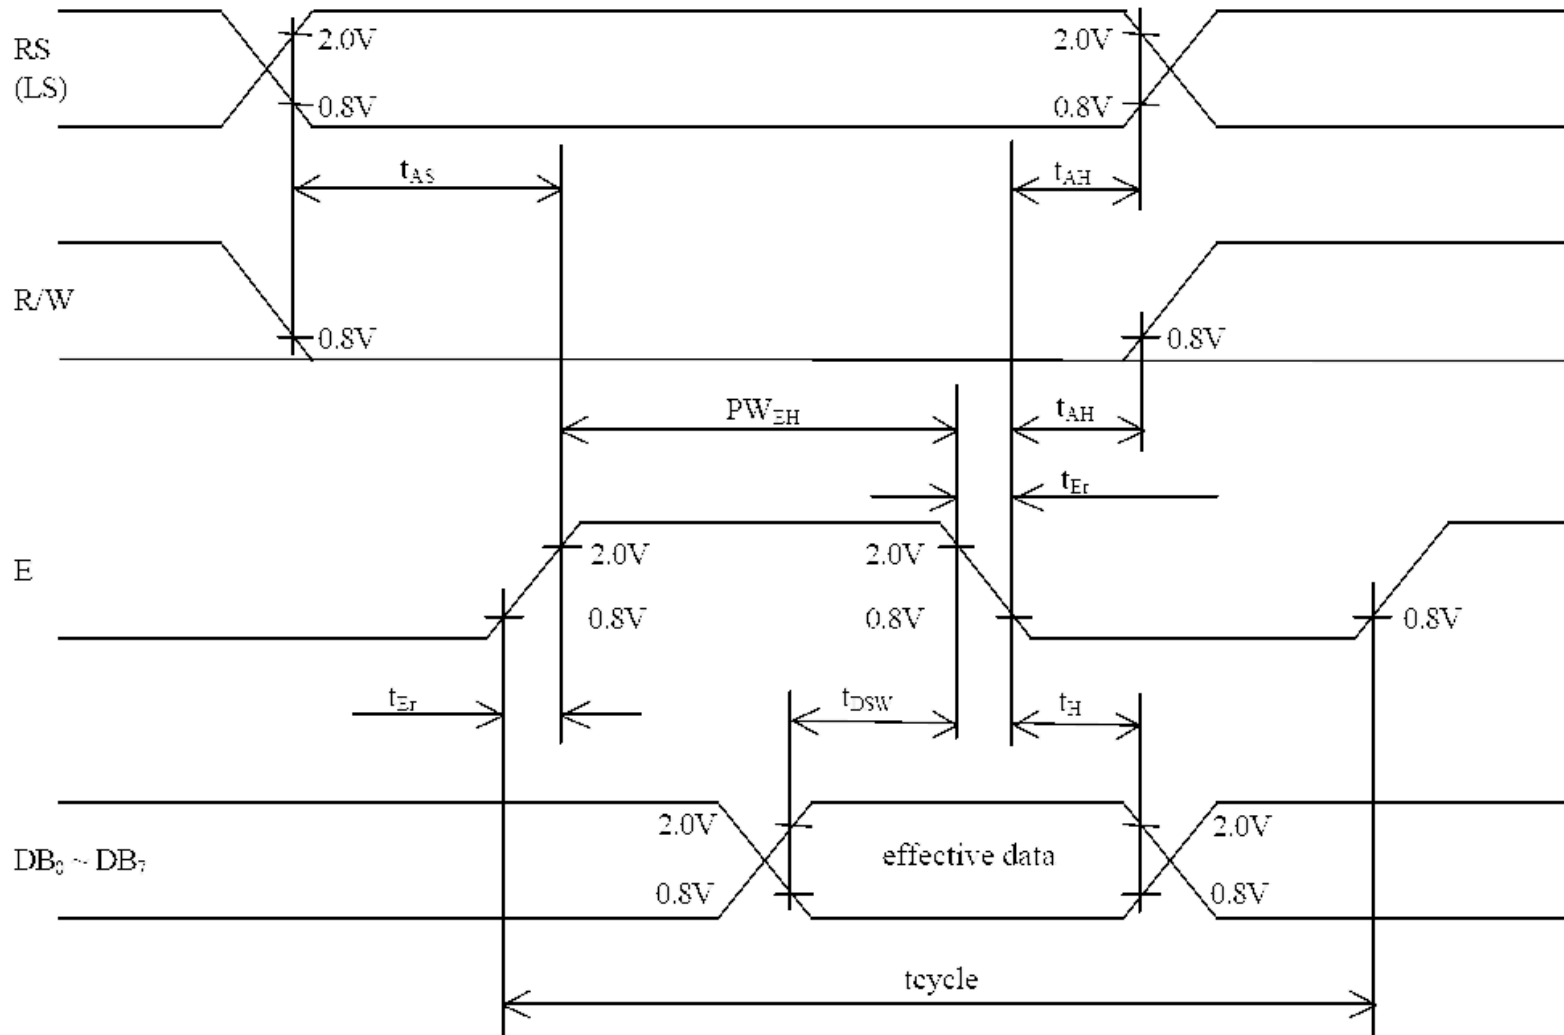 RS
(LS)
2.0V
2.0V
0.8V
0.8V
tAS
tAH
R/W
0.8V
0.8V
PWEH
tAH
tEr
E
2.0V
2.0V
0.8V
0.8V
0.8V
tEr
tDSW
tH
2.0V
2.0V
DB0 ~ DB7
effective data
0.8V
0.8V
tcycle